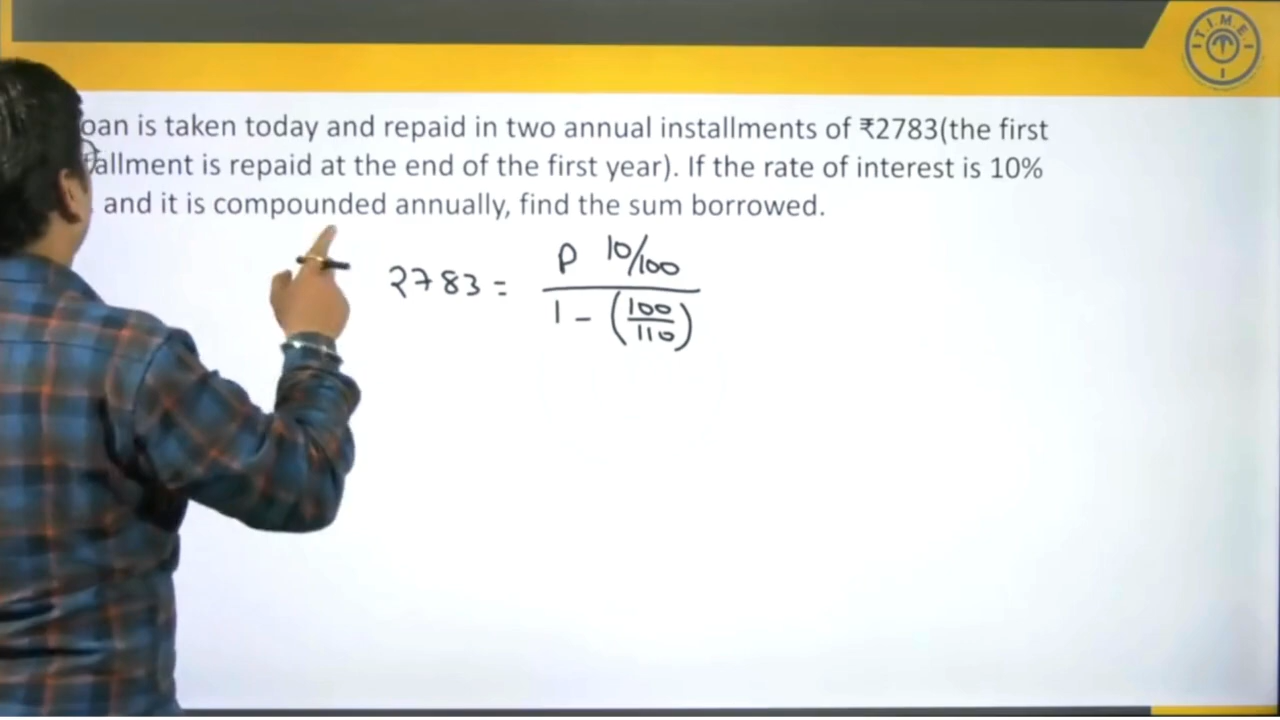 T.I.M.E
oan is taken today and repaid in two annual installments of ₹2783(the first
allment is repaid at the end of the first year). If the rate of interest is 10%
and it is compounded annually, find the sum borrowed.
2783 = P 10/100
1 - (100/110)